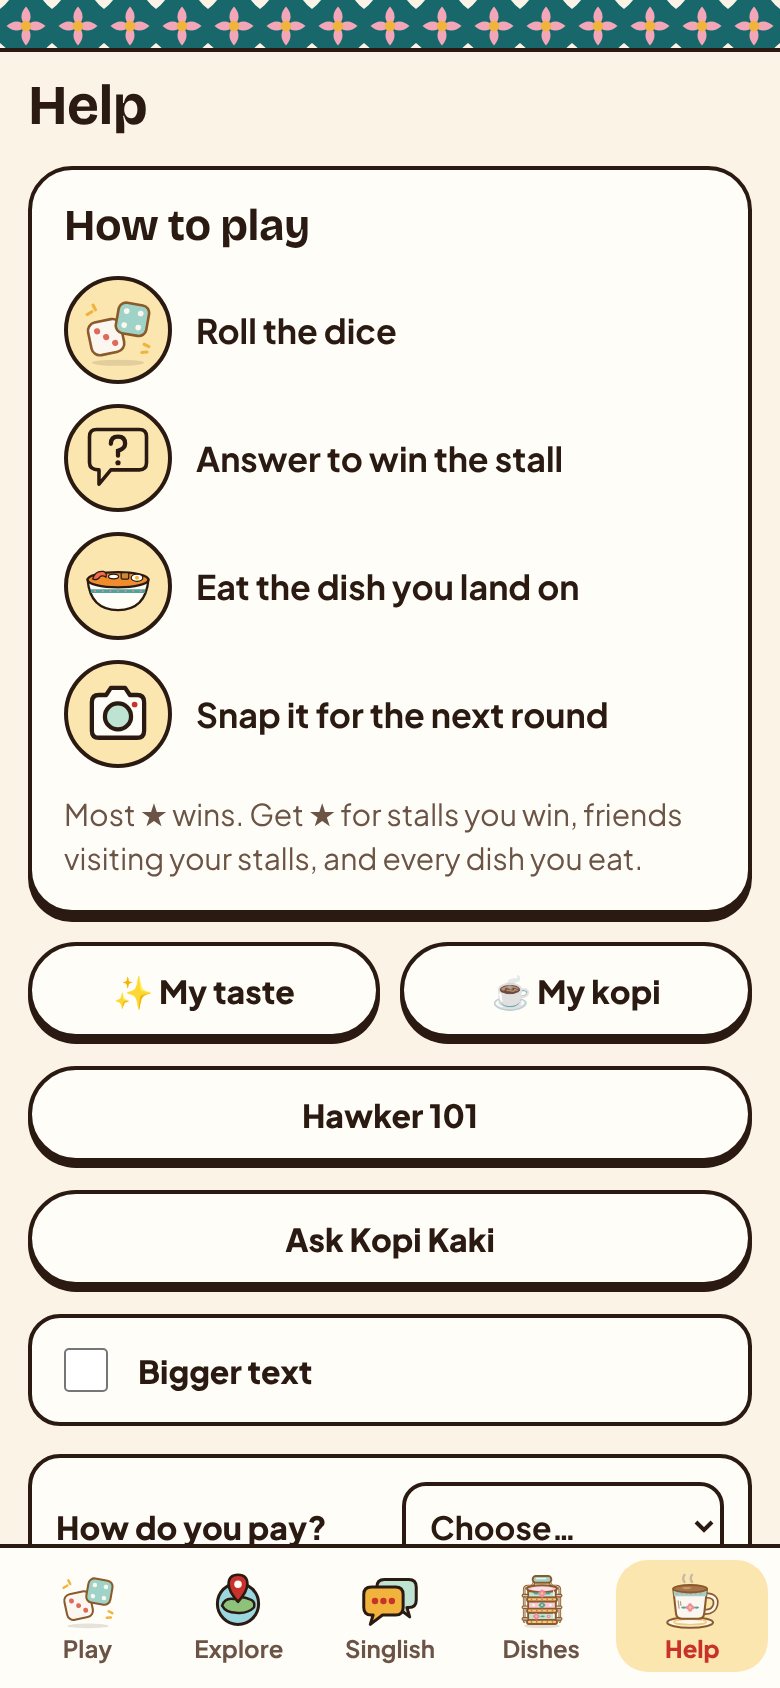 Help
How to play
Roll the dice
?
Answer to win the stall
Eat the dish you land on
Snap it for the next round
Most ★ wins. Get ★ for stalls you win, friends
visiting your stalls, and every dish you eat.
✨ My taste
☕ My kopi
Hawker 101
Ask Kopi Kaki
Bigger text
How do you pay?
Choose...
Play
Explore
Singlish
Dishes
Help